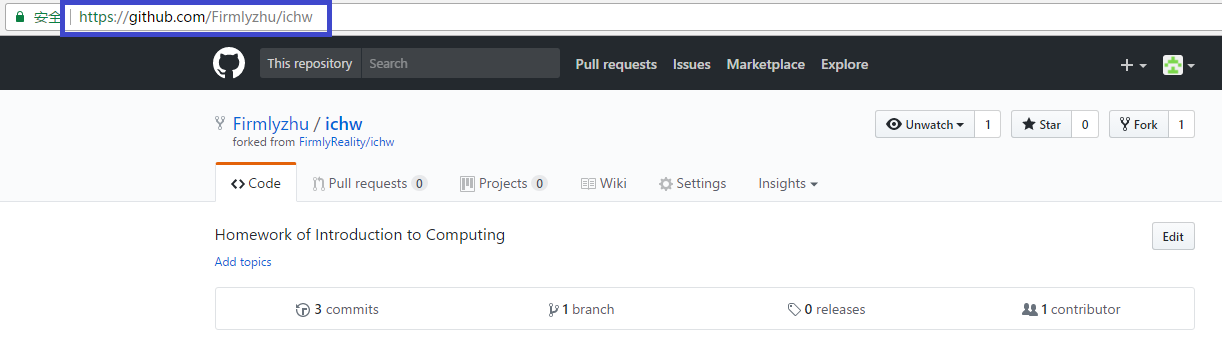 安全 https://github.com/Firmlyzhu/ichw
This repository Search Pull requests Issues Marketplace Explore
Firmlyzhu / ichw Unwatch 1 Star 0 Fork 1
forked from FirmlyReality/ichw
Code Pull requests 0 Projects 0 Wiki Settings Insights
Homework of Introduction to Computing Edit
Add topics
3 commits 1 branch 0 releases 1 contributor